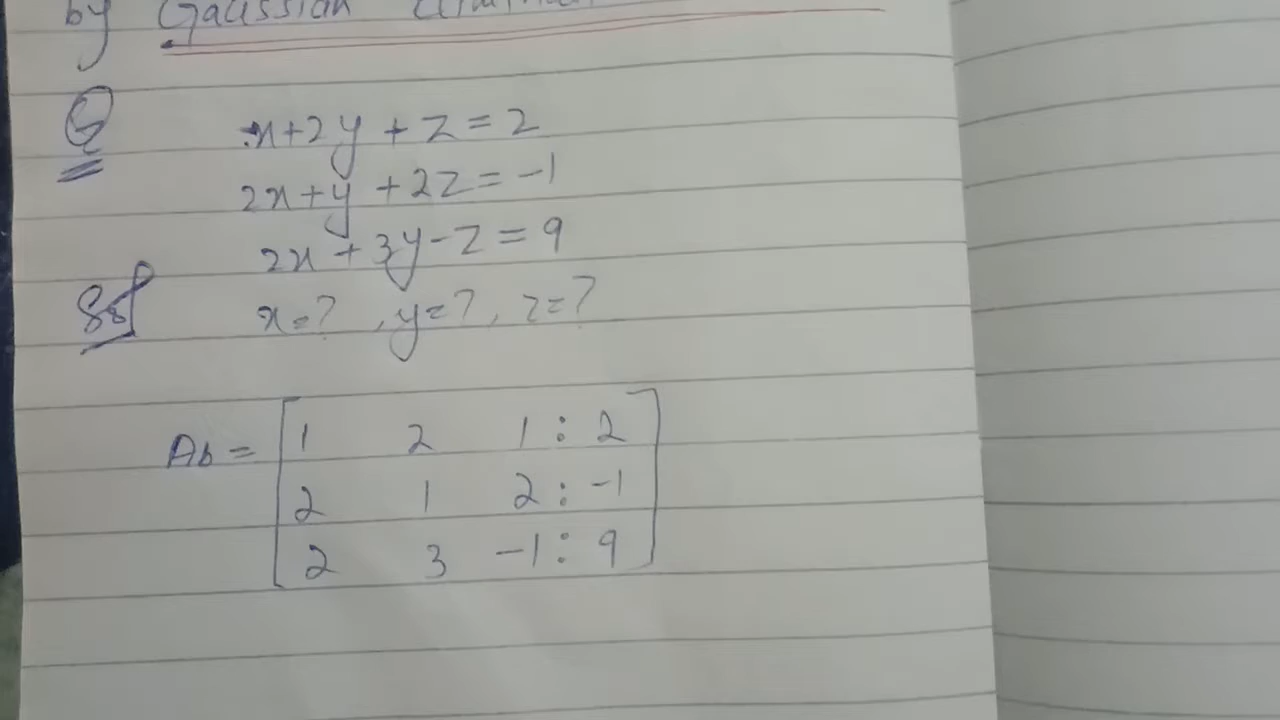 by Gaussian
Q
x+2y+z=2
2x+y+2z=-1
2x+3y-z=9
Sol x=?, y=?, z=?
Ab= 1 2 1:2
2 1 2:-1
2 3 -1:9